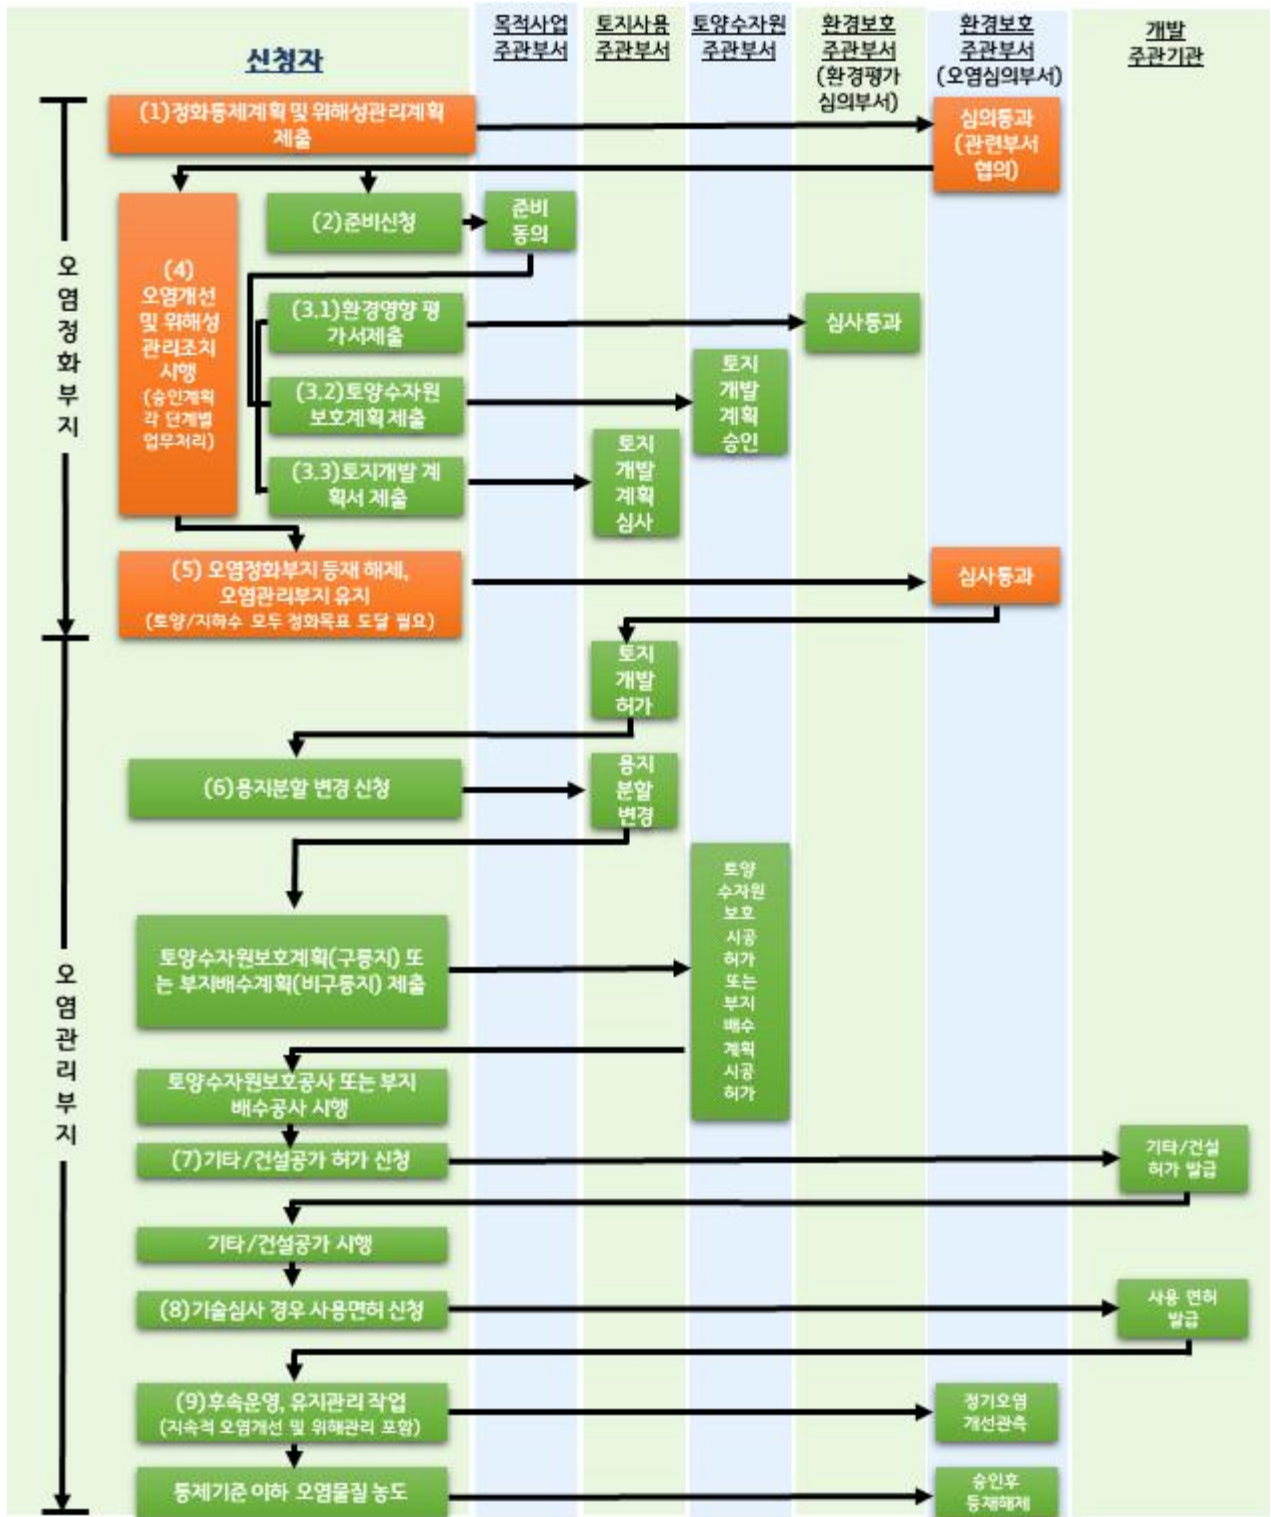 신청자
목적사업
주관부서
토지사용
주관부서
토양수자원
주관부서
환경보호
주관부서
(환경평가
심의부서)
환경보호
주관부서
(오염심의부서)
개발
주관기관
오염정화부지
(1)정화통제계획 및 위해성관리계획
제출
심의통과
(관련부서
협의)
(2)준비신청
준비
동의
(4)
오염개선
및 위해성
관리조치
시행
(승인계획
각 단계별
업무처리)
(3.1)환경영향 평
가서제출
심사통과
(3.2)토양수자원
보호계획 제출
토지
개발
계획
승인
(3.3)토지개발 계
획서 제출
토지
개발
계획
심사
(5) 오염정화부지 등재 해제,
오염관리부지 유지
(토양/지하수 모두 정화목표 도달 필요)
심사통과
오염관리부지
토지
개발
허가
(6)용지분할 변경 신청
용지
분할
변경
토양수자원보호계획(구릉지) 또
는 부지배수계획(비구릉지) 제출
토양
수자원
보호
시공
허가
또는
부지
배수
계획
시공
허가
토양수자원보호공사 또는 부지
배수공사 시행
(7)기타/건설공가 허가 신청
기타/건설
허가 발급
기타/건설공가 시행
(8)기술심사 경우 사용면허 신청
사용 면허
발급
(9)후속운영, 유지관리 작업
(지속적 오염개선 및 위해관리 포함)
정기오염
개선관측
통제기준 이하 오염물질 농도
승인후
등재해제